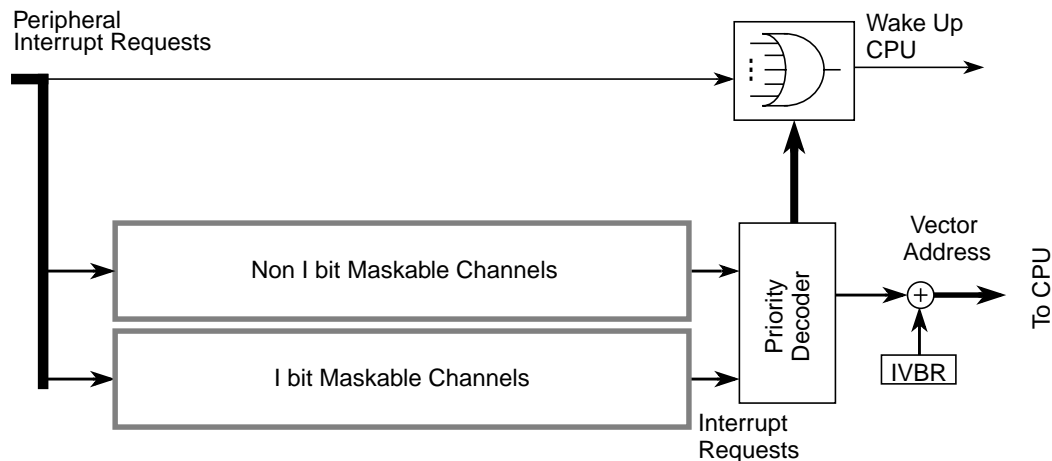 Peripheral
Interrupt Requests
Wake Up
CPU
Non I bit Maskable Channels
I bit Maskable Channels
Priority
Decoder
Interrupt
Requests
Vector
Address
IVBR
To CPU